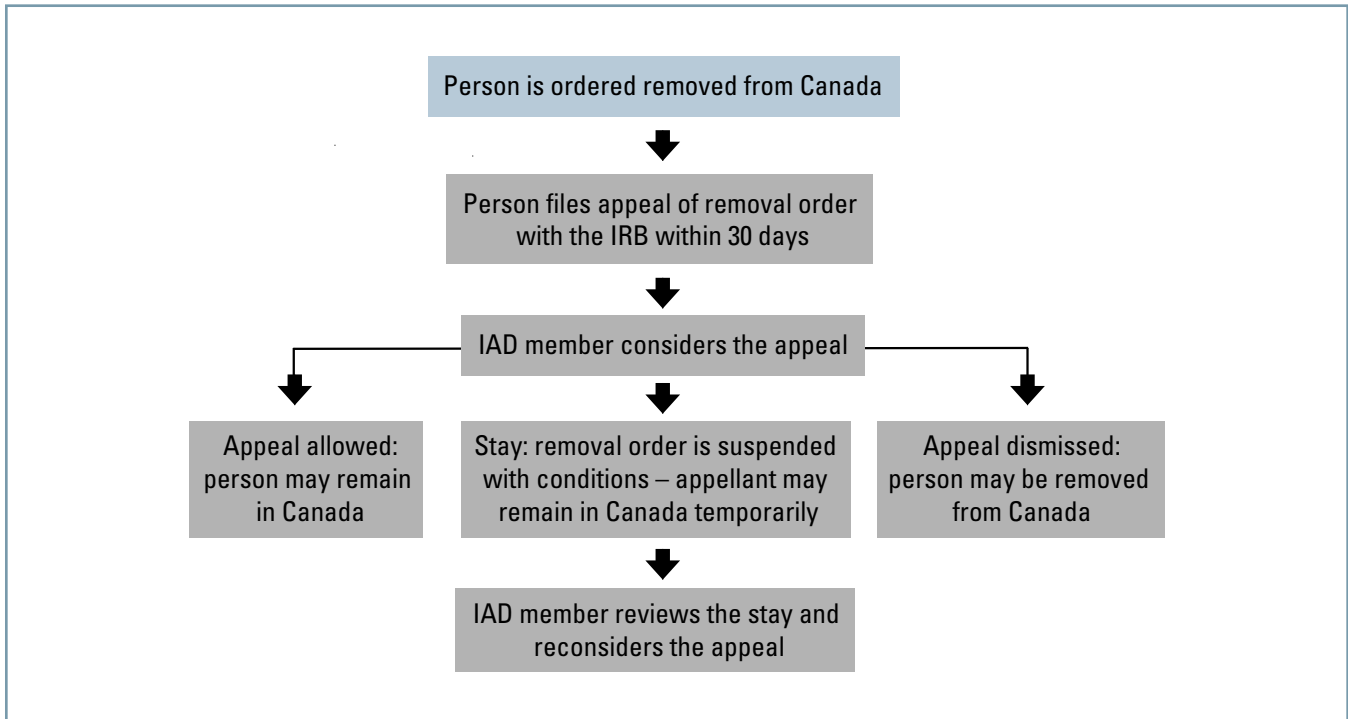 Person is ordered removed from Canada
Person files appeal of removal order
with the IRB within 30 days
IAD member considers the appeal
Appeal allowed:
person may remain
in Canada
Stay: removal order is suspended
with conditions – appellant may
remain in Canada temporarily
Appeal dismissed:
person may be removed
from Canada
IAD member reviews the stay and
reconsiders the appeal